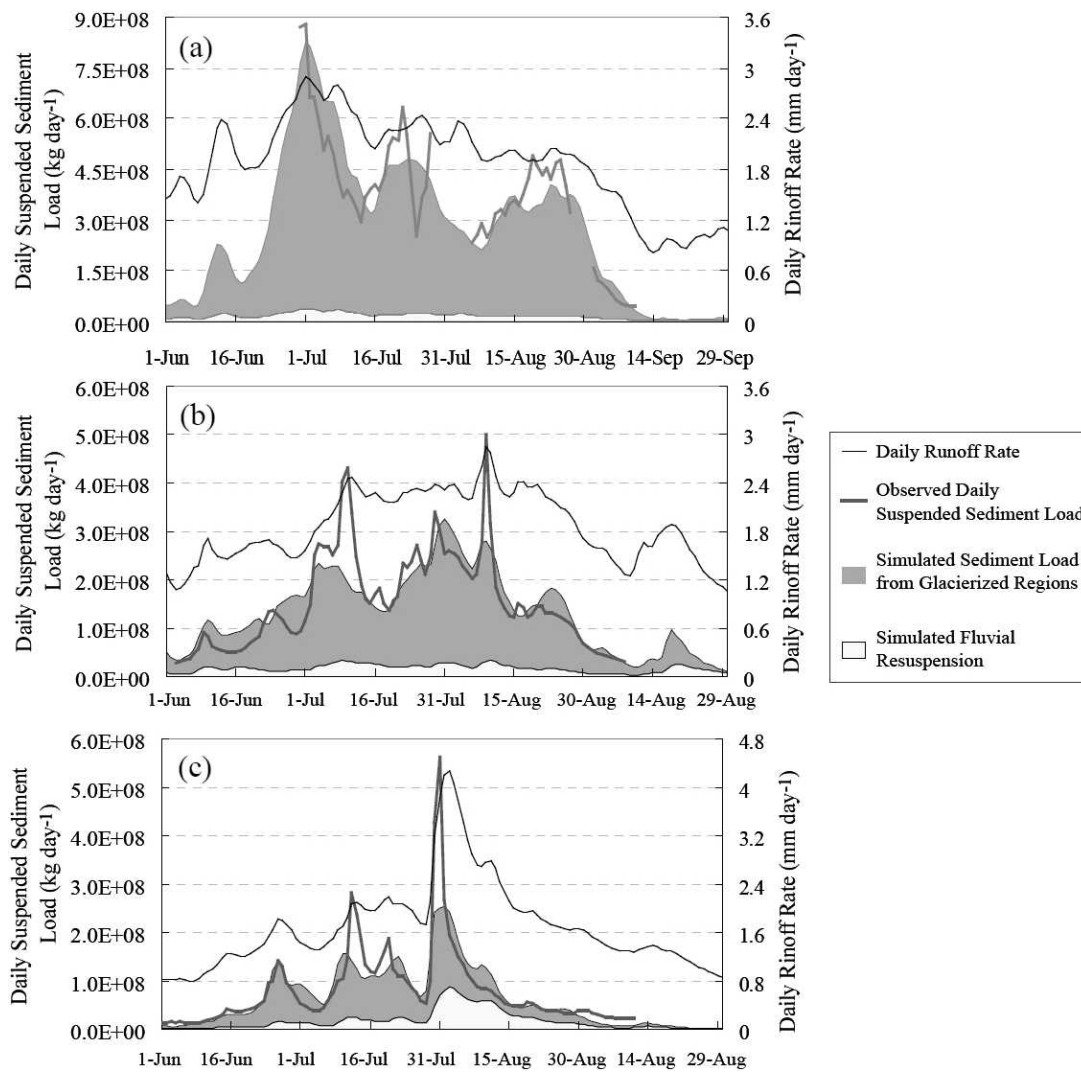 (a)
Daily Suspended Sediment
Load (kg day-1)
9.0E+08
7.5E+08
6.0E+08
4.5E+08
3.0E+08
1.5E+08
0.0E+00
3.6
3
2.4
1.8
1.2
0.6
0
Daily Rinoff Rate (mm day-1)
1-Jun 16-Jun 1-Jul 16-Jul 31-Jul 15-Aug 30-Aug 14-Sep 29-Sep
(b)
Daily Suspended Sediment
Load (kg day-1)
6.0E+08
5.0E+08
4.0E+08
3.0E+08
2.0E+08
1.0E+08
0.0E+00
3.6
3
2.4
1.8
1.2
0.6
0
Daily Rinoff Rate (mm day-1)
1-Jun 16-Jun 1-Jul 16-Jul 31-Jul 15-Aug 30-Aug 14-Aug 29-Aug
Daily Runoff Rate
Observed Daily
Suspended Sediment Load
Simulated Sediment Load
from Glacierized Regions
Simulated Fluvial
Resuspension
(c)
Daily Suspended Sediment
Load (kg day-1)
6.0E+08
5.0E+08
4.0E+08
3.0E+08
2.0E+08
1.0E+08
0.0E+00
4.8
4
3.2
2.4
1.6
0.8
0
Daily Rinoff Rate (mm day-1)
1-Jun 16-Jun 1-Jul 16-Jul 31-Jul 15-Aug 30-Aug 14-Aug 29-Aug